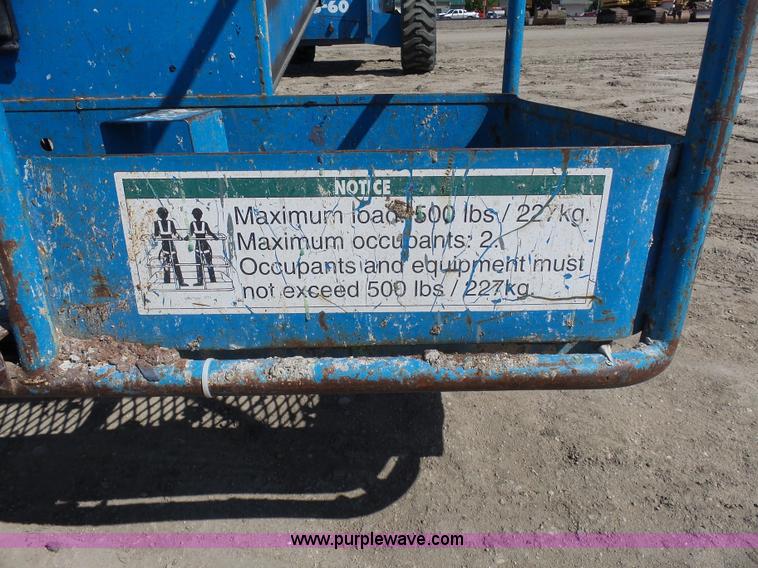 -60
NOTICE
Maximum load: 500 lbs / 227kg.
Maximum occupants: 2.
Occupants and equipment must
not exceed 500 lbs / 227kg.
www.purplewave.com